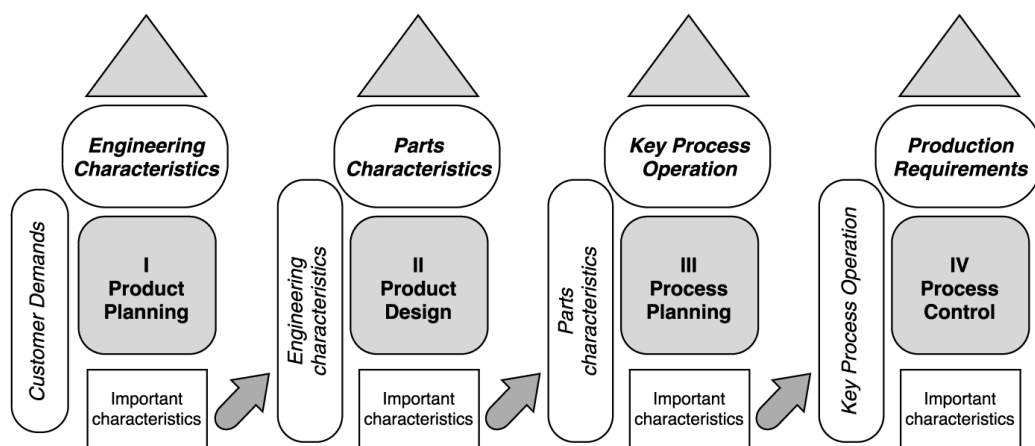 Engineering
Characteristics
Customer Demands
I
Product
Planning
Important
characteristics
Parts
Characteristics
Engineering
characteristics
II
Product
Design
Important
characteristics
Key Process
Operation
Parts
characteristics
III
Process
Planning
Important
characteristics
Production
Requirements
Key Process Operation
IV
Process
Control
Important
characteristics